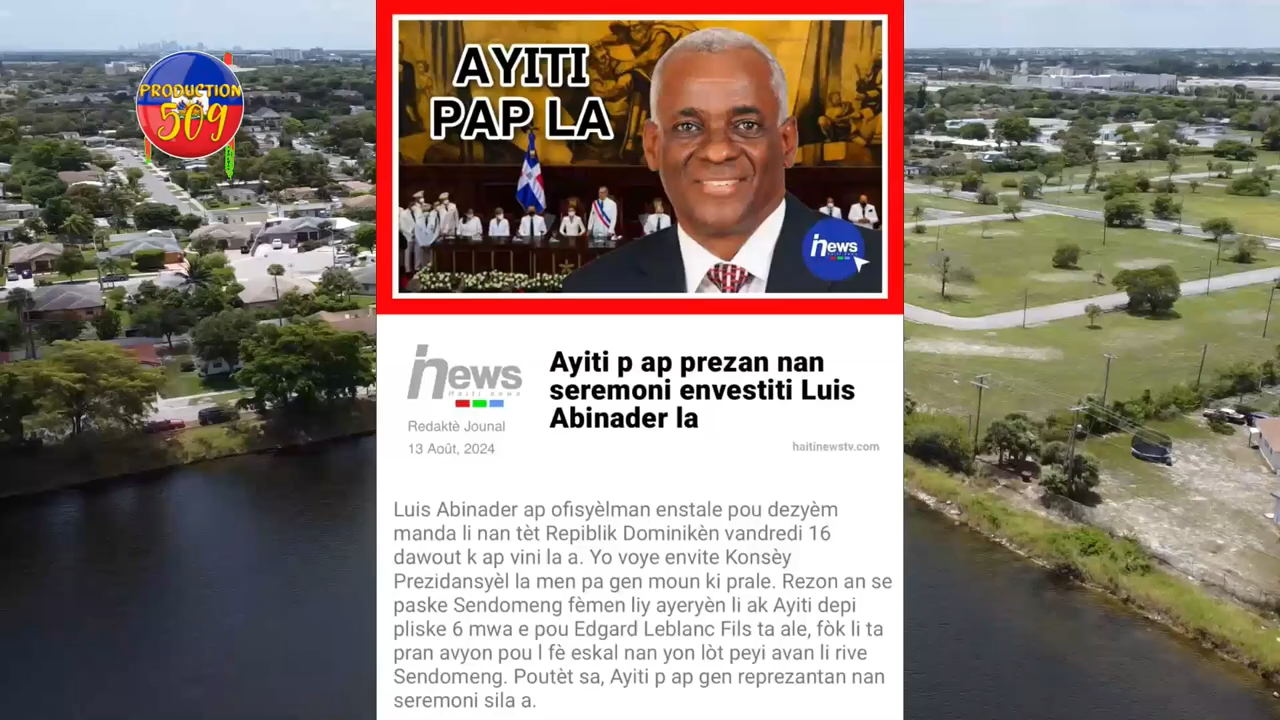 PRODUCTION
509
AYITI
PAP LA
inews
HAITI NEWS
inews
Haiti news
Ayiti p ap prezan nan
seremoni envestiti Luis
Abinader la
Redaktè Jounal
13 Août, 2024
haitinewstv.com
Luis Abinader ap ofisyèlman enstale pou dezyèm
manda li nan tèt Repiblik Dominikèn vandredi 16
dawout k ap vini la a. Yo voye envite Konsèy
Prezidansyèl la men pa gen moun ki prale. Rezon an se
paske Sendomeng fèmen liy ayeryèn li ak Ayiti depi
pliske 6 mwa e pou Edgard Leblanc Fils ta ale, fòk li ta
pran avyon pou l fè eskal nan yon lòt peyi avan li rive
Sendomeng. Poutèt sa, Ayiti p ap gen reprezantan nan
seremoni sila a.